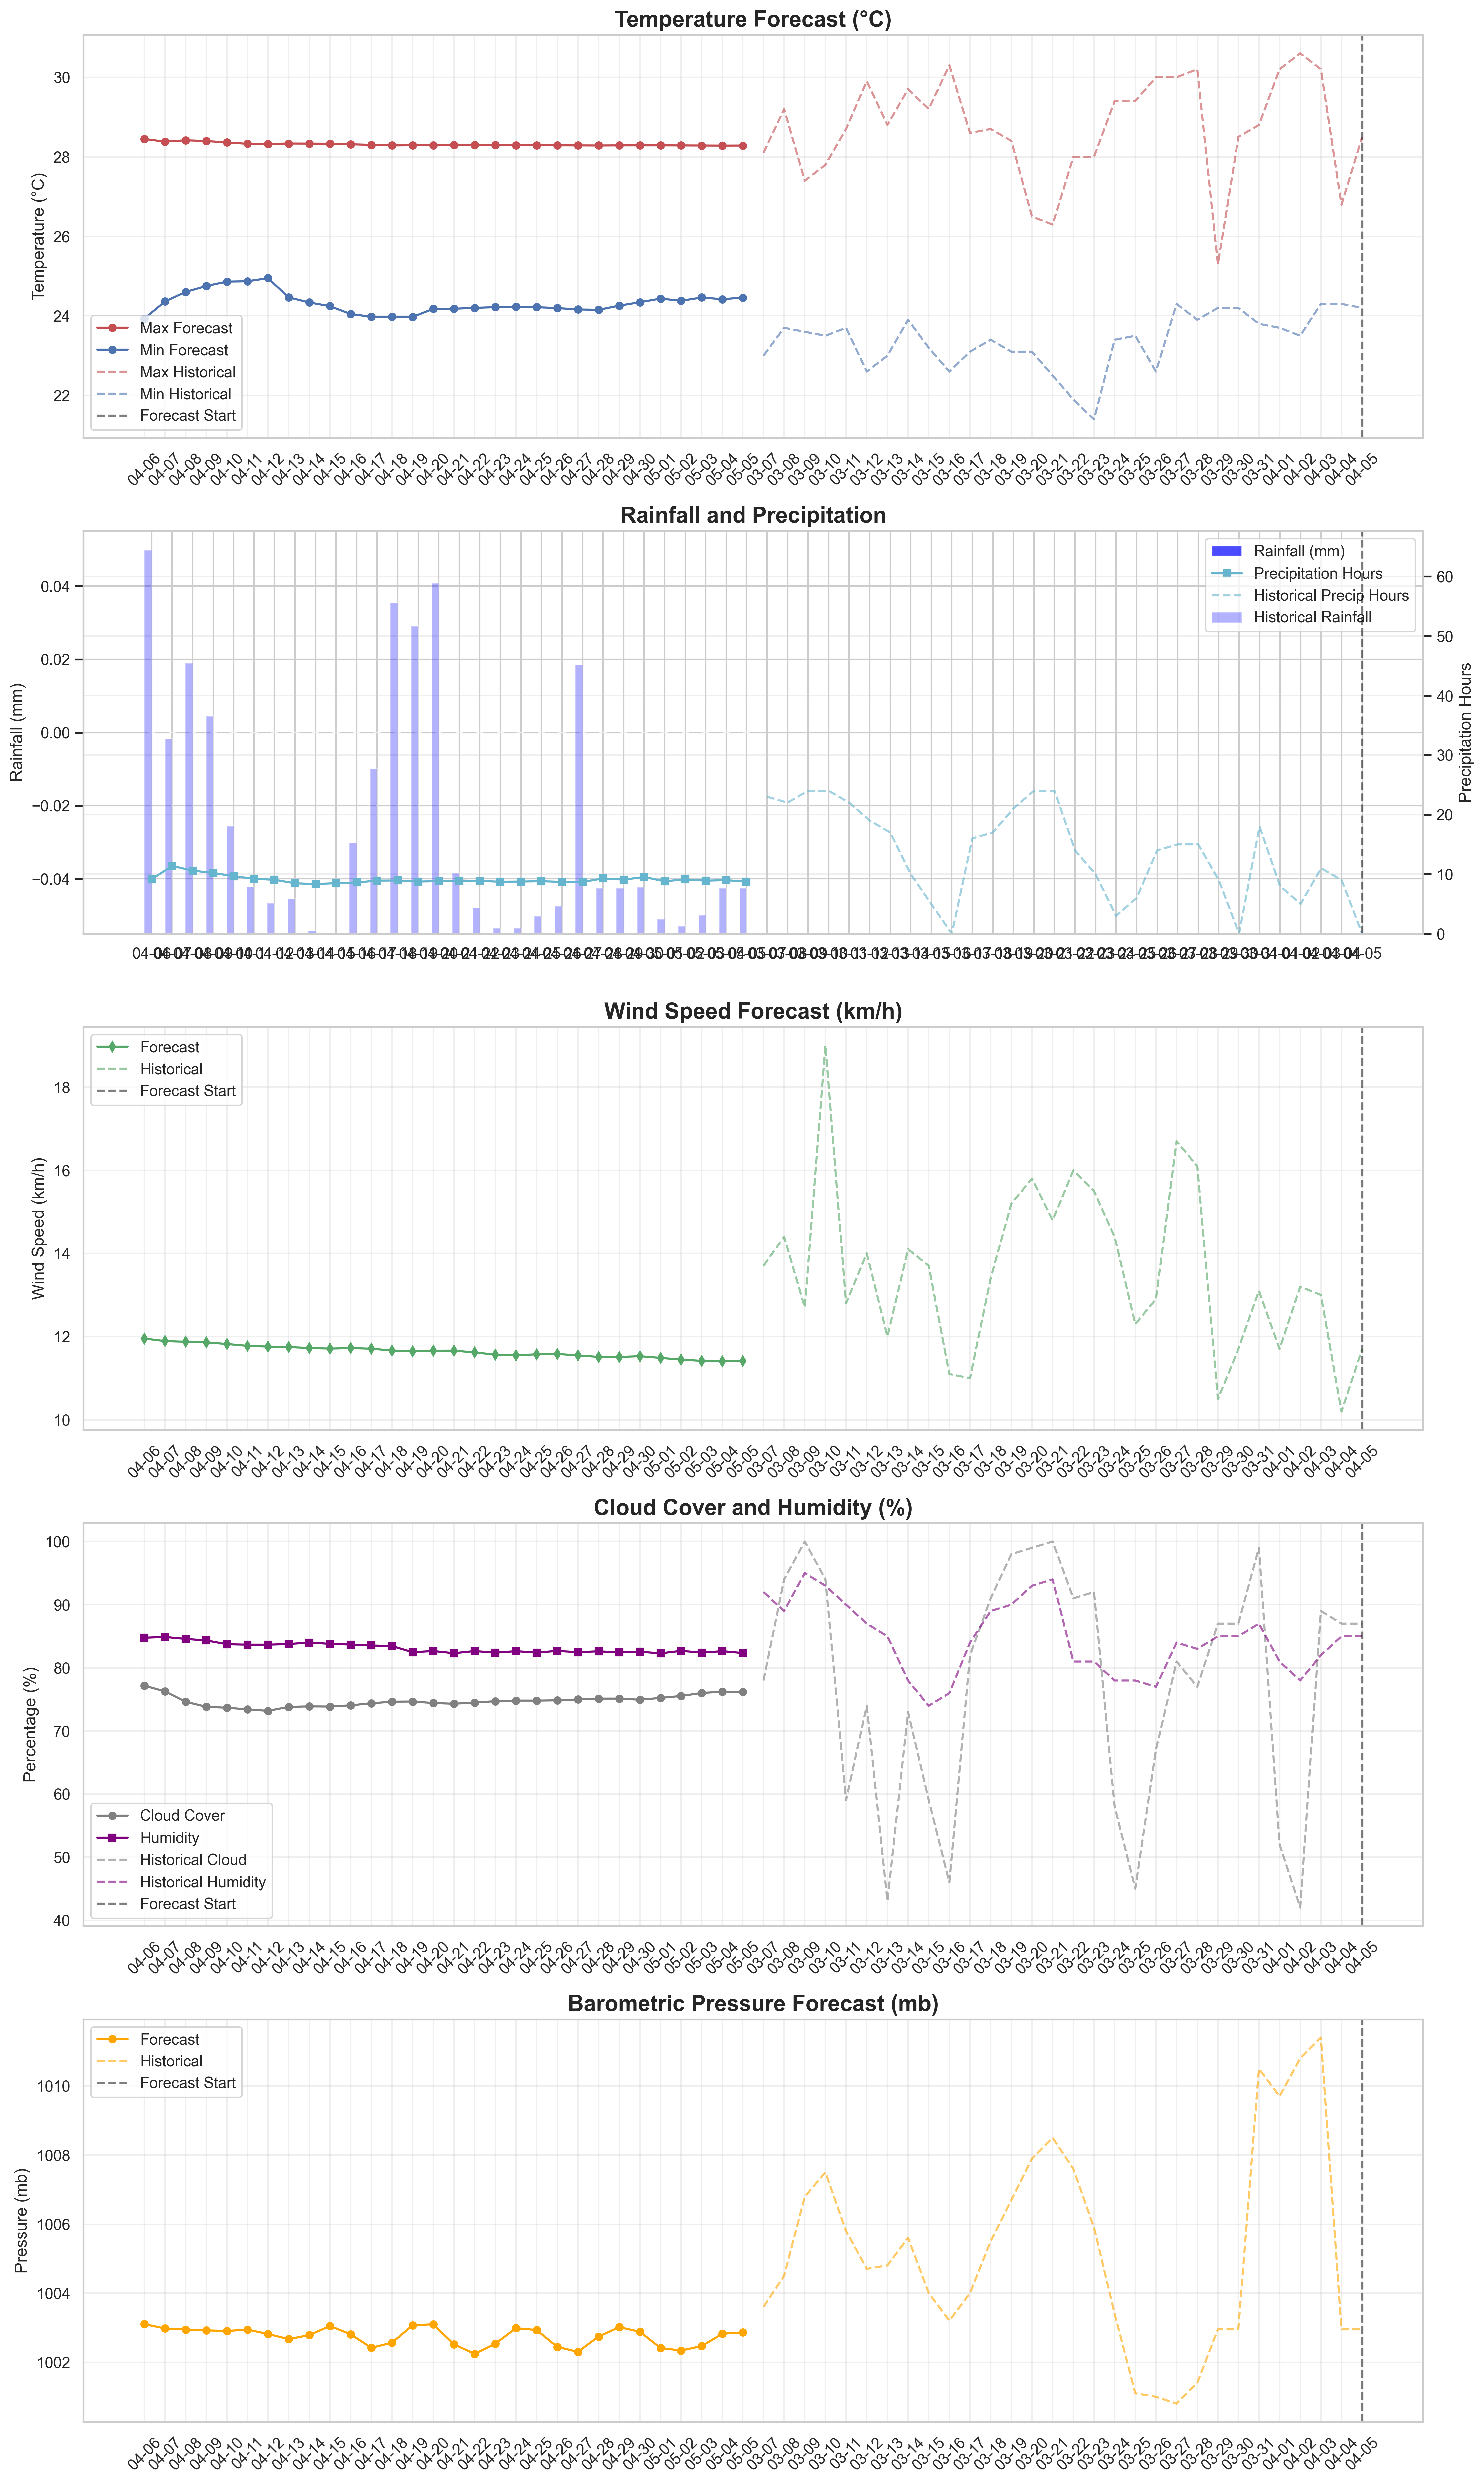 Temperature Forecast (°C)
Temperature (°C)
30
28
26
24
22
Max Forecast
Min Forecast
Max Historical
Min Historical
Forecast Start
04-06 04-07 04-08 04-09 04-10 04-11 04-12 04-13 04-14 04-15 04-16 04-17 04-18 04-19 04-20 04-21 04-22 04-23 04-24 04-25 04-26 04-27 04-28 04-29 04-30 05-01 05-02 05-03 05-04 05-05 03-07 03-08 03-09 03-10 03-11 03-12 03-13 03-14 03-15 03-16 03-17 03-18 03-19 03-20 03-21 03-22 03-23 03-24 03-25 03-26 03-27 03-28 03-29 03-30 03-31 04-01 04-02 04-03 04-04 04-05
Rainfall and Precipitation
Rainfall (mm)
0.04
0.02
0.00
−0.02
−0.04
Rainfall (mm)
Precipitation Hours
Historical Precip Hours
Historical Rainfall
60
50
40
30
20
10
0
Precipitation Hours
Wind Speed Forecast (km/h)
Wind Speed (km/h)
18
16
14
12
10
Forecast
Historical
Forecast Start
04-06 04-07 04-08 04-09 04-10 04-11 04-12 04-13 04-14 04-15 04-16 04-17 04-18 04-19 04-20 04-21 04-22 04-23 04-24 04-25 04-26 04-27 04-28 04-29 04-30 05-01 05-02 05-03 05-04 05-05 03-07 03-08 03-09 03-10 03-11 03-12 03-13 03-14 03-15 03-16 03-17 03-18 03-19 03-20 03-21 03-22 03-23 03-24 03-25 03-26 03-27 03-28 03-29 03-30 03-31 04-01 04-02 04-03 04-04 04-05
Cloud Cover and Humidity (%)
Percentage (%)
100
90
80
70
60
50
40
Cloud Cover
Humidity
Historical Cloud
Historical Humidity
Forecast Start
04-06 04-07 04-08 04-09 04-10 04-11 04-12 04-13 04-14 04-15 04-16 04-17 04-18 04-19 04-20 04-21 04-22 04-23 04-24 04-25 04-26 04-27 04-28 04-29 04-30 05-01 05-02 05-03 05-04 05-05 03-07 03-08 03-09 03-10 03-11 03-12 03-13 03-14 03-15 03-16 03-17 03-18 03-19 03-20 03-21 03-22 03-23 03-24 03-25 03-26 03-27 03-28 03-29 03-30 03-31 04-01 04-02 04-03 04-04 04-05
Barometric Pressure Forecast (mb)
Pressure (mb)
1010
1008
1006
1004
1002
Forecast
Historical
Forecast Start
04-06 04-07 04-08 04-09 04-10 04-11 04-12 04-13 04-14 04-15 04-16 04-17 04-18 04-19 04-20 04-21 04-22 04-23 04-24 04-25 04-26 04-27 04-28 04-29 04-30 05-01 05-02 05-03 05-04 05-05 03-07 03-08 03-09 03-10 03-11 03-12 03-13 03-14 03-15 03-16 03-17 03-18 03-19 03-20 03-21 03-22 03-23 03-24 03-25 03-26 03-27 03-28 03-29 03-30 03-31 04-01 04-02 04-03 04-04 04-05